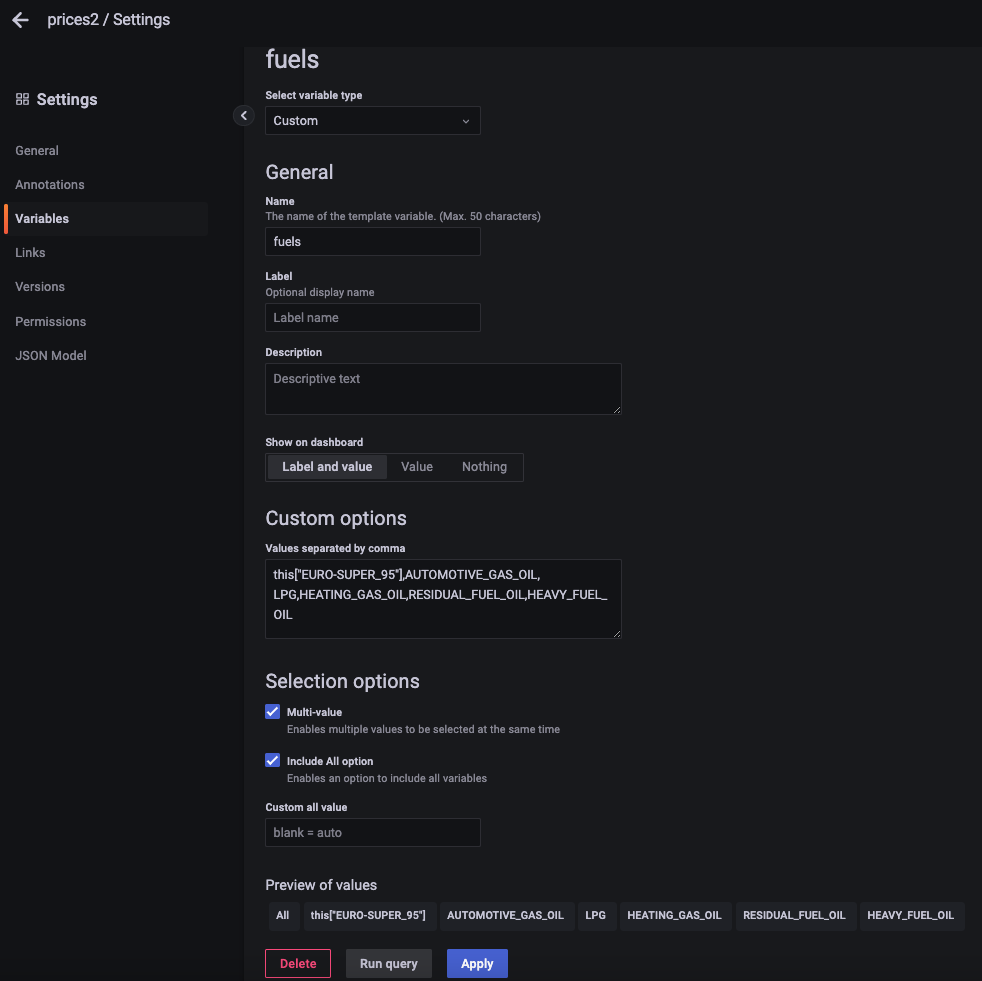 prices2 / Settings
Settings
General
Annotations
Variables
Links
Versions
Permissions
JSON Model
fuels
Select variable type
Custom
General
Name
The name of the template variable. (Max. 50 characters)
fuels
Label
Optional display name
Label name
Description
Descriptive text
Show on dashboard
Label and value Value Nothing
Custom options
Values separated by comma
this["EURO-SUPER_95"],AUTOMOTIVE_GAS_OIL,
LPG,HEATING_GAS_OIL,RESIDUAL_FUEL_OIL,HEAVY_FUEL_
OIL
Selection options
Multi-value
Enables multiple values to be selected at the same time
Include All option
Enables an option to include all variables
Custom all value
blank = auto
Preview of values
All this["EURO-SUPER_95"] AUTOMOTIVE_GAS_OIL LPG HEATING_GAS_OIL RESIDUAL_FUEL_OIL HEAVY_FUEL_OIL
Delete Run query Apply